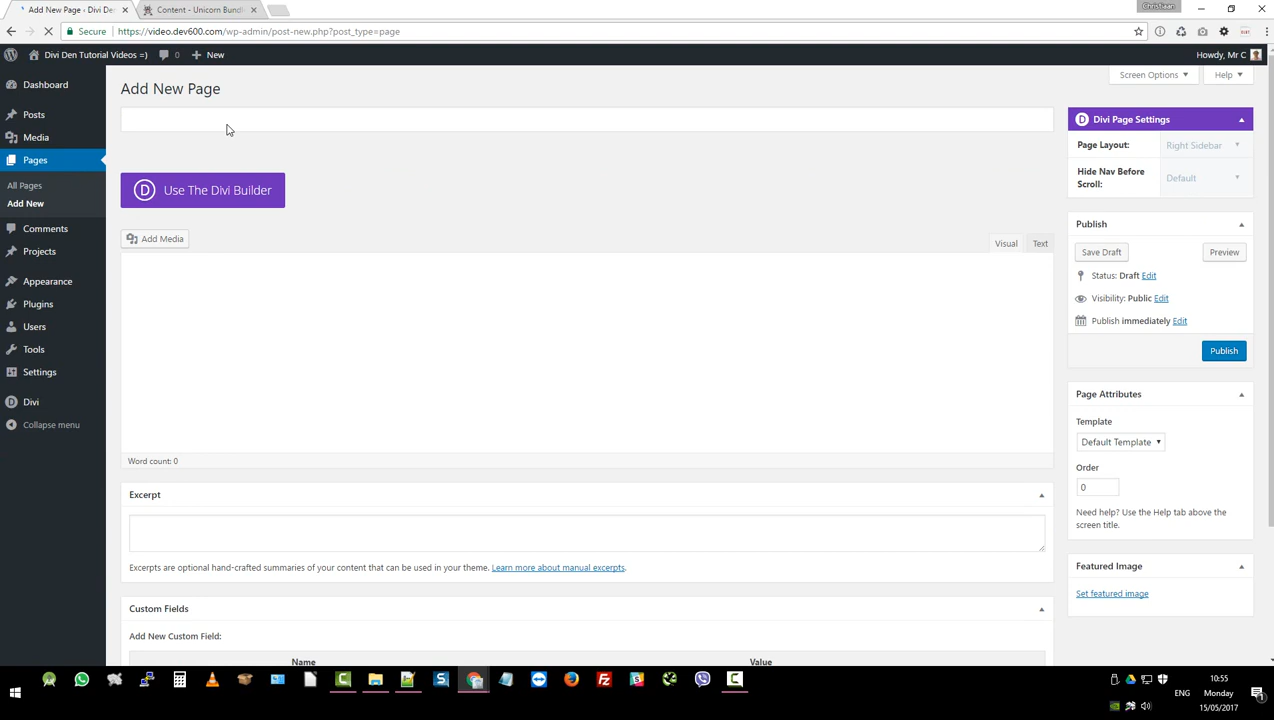 Add New Page ‹ Divi De
Content - Unicorn Bundl
Christiaan
Secure
https://video.dev600.com/wp-admin/post-new.php?post_type=page
Divi Den Tutorial Videos =)
0
New
Howdy, Mr C
Screen Options
Help
Dashboard
Posts
Media
Pages
All Pages
Add New
Comments
Projects
Appearance
Plugins
Users
Tools
Settings
Divi
Collapse menu
Add New Page
D Use The Divi Builder
Add Media
Visual
Text
Word count: 0
Excerpt
Excerpts are optional hand-crafted summaries of your content that can be used in your theme. Learn more about manual excerpts.
Custom Fields
Add New Custom Field:
Name
Value
D Divi Page Settings
Page Layout:
Right Sidebar
Hide Nav Before
Scroll:
Default
Publish
Save Draft
Preview
Status: Draft Edit
Visibility: Public Edit
Publish immediately Edit
Publish
Page Attributes
Template
Default Template
Order
0
Need help? Use the Help tab above the
screen title.
Featured Image
Set featured image
10:55
ENG
Monday
15/05/2017